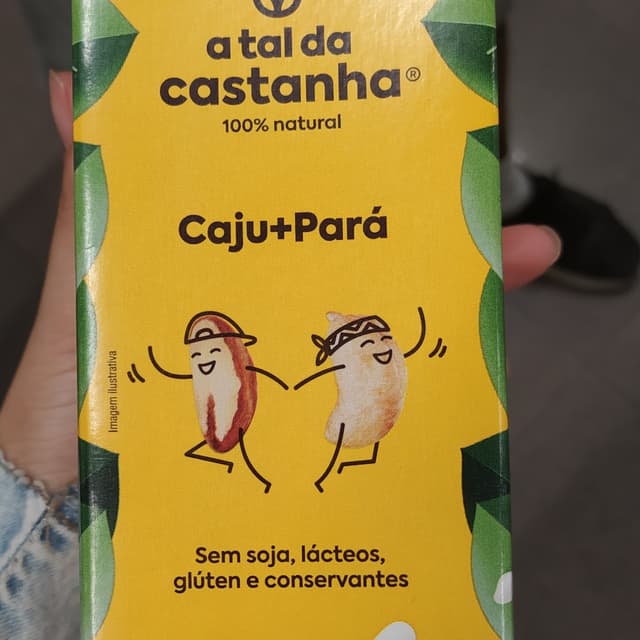 a tal da
castanha®
100% natural
Caju+Pará
Imagem ilustrativa
Sem soja, lácteos,
glúten e conservantes